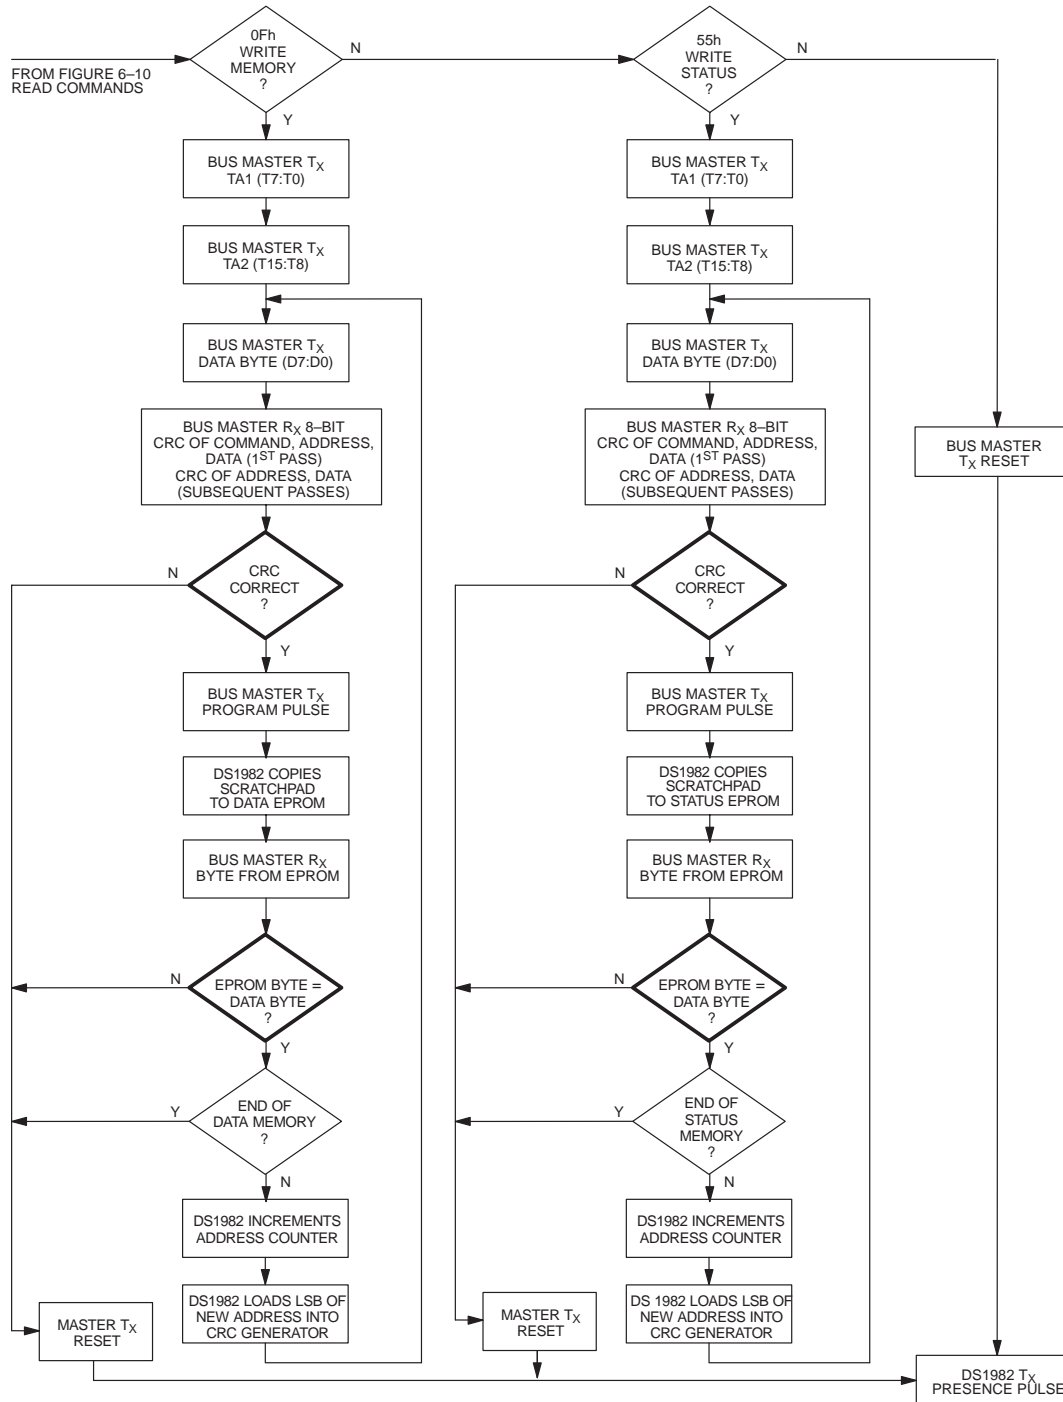 FROM FIGURE 6–10
READ COMMANDS
0Fh
WRITE
MEMORY
?
N
Y
BUS MASTER TX
TA1 (T7:T0)
BUS MASTER TX
TA2 (T15:T8)
BUS MASTER TX
DATA BYTE (D7:D0)
BUS MASTER RX 8–BIT
CRC OF COMMAND, ADDRESS,
DATA (1ST PASS)
CRC OF ADDRESS, DATA
(SUBSEQUENT PASSES)
CRC
CORRECT
?
N
Y
BUS MASTER TX
PROGRAM PULSE
DS1982 COPIES
SCRATCHPAD
TO DATA EPROM
BUS MASTER RX
BYTE FROM EPROM
EPROM BYTE =
DATA BYTE
?
N
Y
END OF
DATA MEMORY
?
Y
N
DS1982 INCREMENTS
ADDRESS COUNTER
DS1982 LOADS LSB OF
NEW ADDRESS INTO
CRC GENERATOR
MASTER TX
RESET
55h
WRITE
STATUS
?
N
Y
BUS MASTER TX
TA1 (T7:T0)
BUS MASTER TX
TA2 (T15:T8)
BUS MASTER TX
DATA BYTE (D7:D0)
BUS MASTER RX 8–BIT
CRC OF COMMAND, ADDRESS,
DATA (1ST PASS)
CRC OF ADDRESS, DATA
(SUBSEQUENT PASSES)
CRC
CORRECT
?
N
Y
BUS MASTER TX
PROGRAM PULSE
DS1982 COPIES
SCRATCHPAD
TO STATUS EPROM
BUS MASTER RX
BYTE FROM EPROM
EPROM BYTE =
DATA BYTE
?
N
Y
END OF
STATUS
MEMORY
?
Y
N
DS1982 INCREMENTS
ADDRESS COUNTER
DS 1982 LOADS LSB OF
NEW ADDRESS INTO
CRC GENERATOR
MASTER TX
RESET
BUS MASTER
TX RESET
DS1982 TX
PRESENCE PULSE